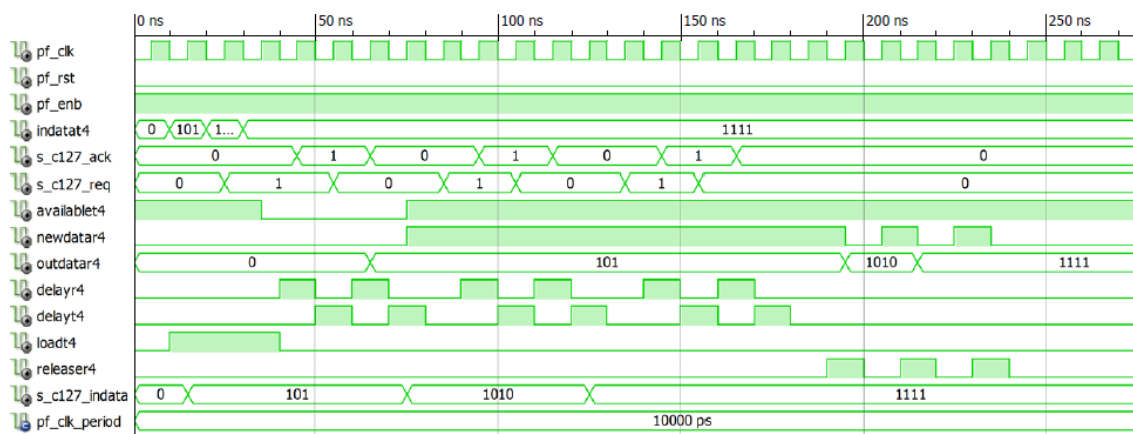 0 ns 50 ns 100 ns 150 ns 200 ns 250 ns
pf_clk
pf_rst
pf_enb
indatat4 0 101 1... 1111
s_c127_ack 0 1 0 1 0 1 0
s_c127_req 0 1 0 1 0 1 0
availablet4
newdatar4
outdatar4 0 101 1010 1111
delayr4
delayt4
loadt4
releaser4
s_c127_indata 0 101 1010 1111
pf_clk_period 10000 ps